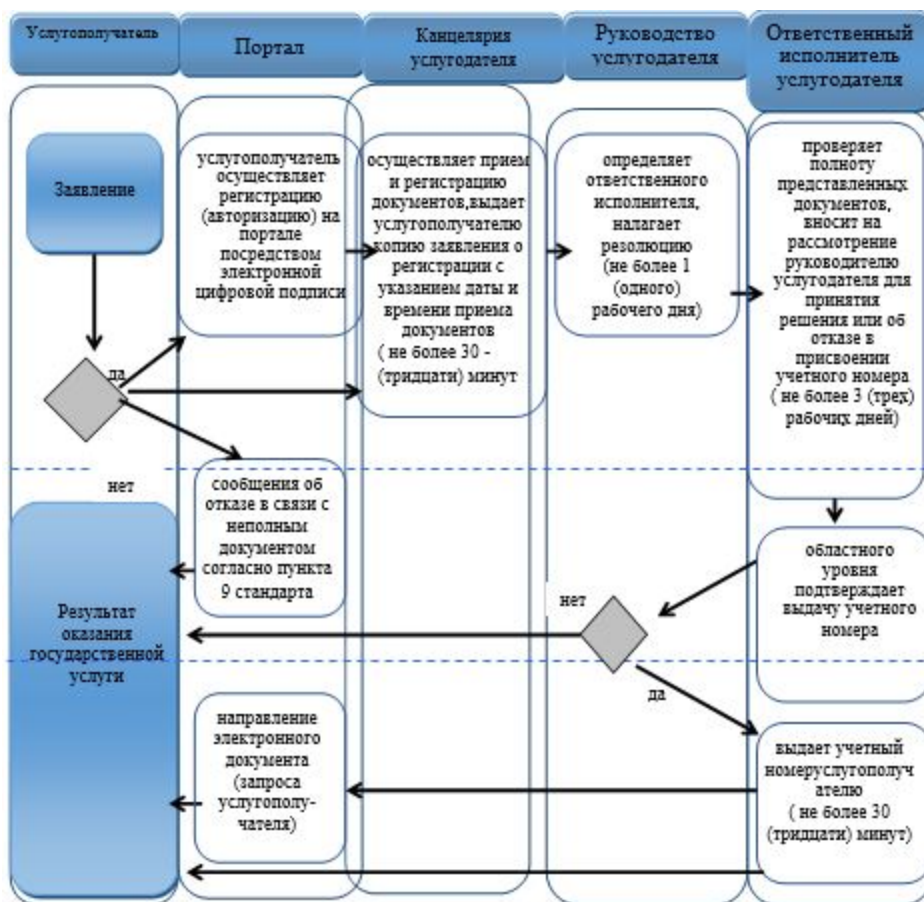 Услугополучатель
Портал
Канцелярия
услугодателя
Руководство
услугодателя
Ответственный
исполнитель
услугодателя
Заявление
услугополучатель
осуществляет
регистрацию
(авторизацию) на
портале
посредством
электронной
цифровой подписи
осуществляет прием
и регистрацию
документов,выдает
услугополучателю
копию заявления о
регистрации с
указанием даты и
времени приема
документов
( не более 30 -
(тридцати) минут
определяет
ответственного
исполнителя,
налагает
резолюцию
(не более 1
(одного)
рабочего дня)
проверяет
полноту
представленных
документов,
вносит на
рассмотрение
руководителю
услугодателя для
принятия
решения или об
отказе в
присвоении
учетного номера
( не более 3 (трех)
рабочих дней)
да
нет
сообщения об
отказе в связи с
неполным
документом
согласно пункта
9 стандарта
областного
уровня
подтверждает
выдачу учетного
номера
нет
да
Результат
оказания
государственной
услуги
направление
электронного
документа
(запроса
услугополу-
чателя)
выдает учетный
номеруслугополуч
ателю
( не более 30
(тридцати) минут)